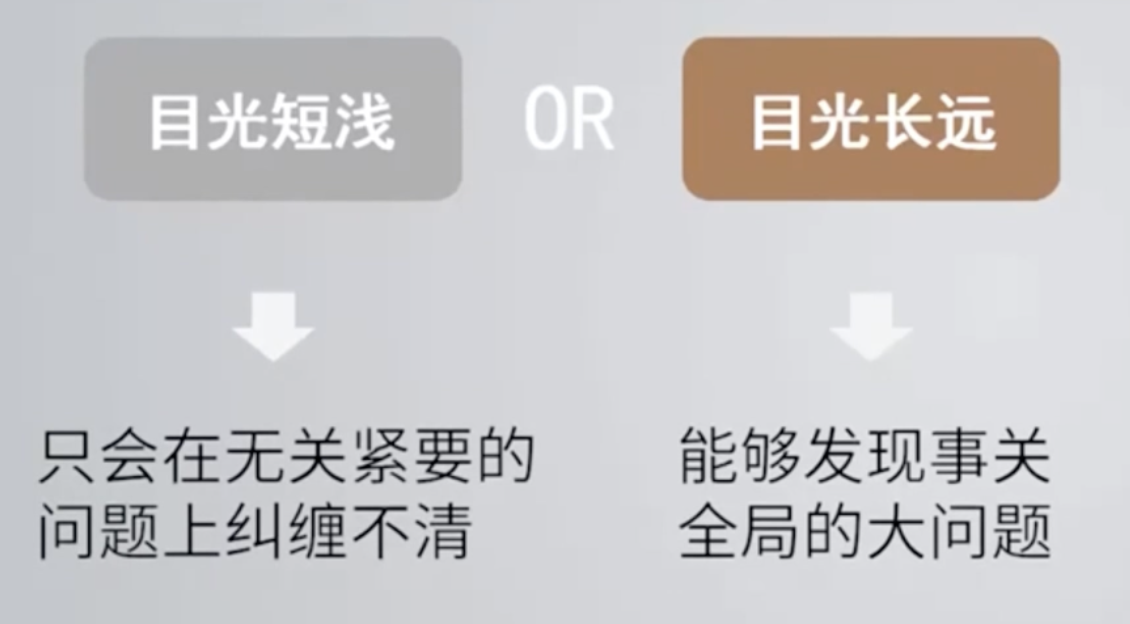 目光短浅
OR
目光长远
只会在无关紧要的
问题上纠缠不清
能够发现事关
全局的大问题